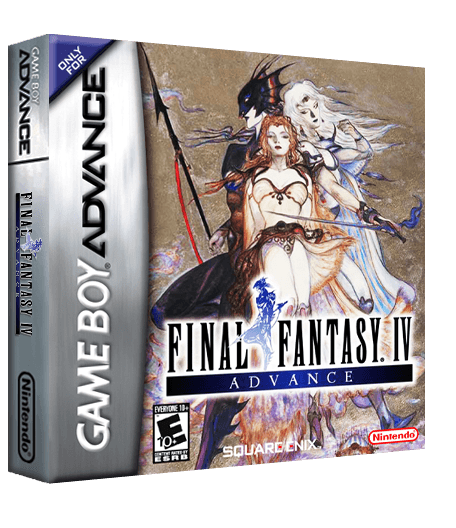 GAME BOY
ADVANCE
FINAL FANTASY IV
ADVANCE
Nintendo®
GAME BOY ADVANCE
ONLY
FOR
FINAL FANTASY. IV
ADVANCE
EVERYONE 10+
E
10+
CONTENT RATED BY
ESRB
SQUARE ENIX.
Nintendo